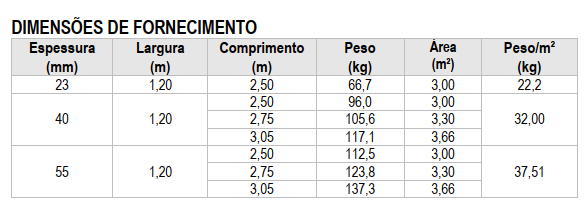 DIMENSÕES DE FORNECIMENTO
Espessura Largura Comprimento Peso Área Peso/m²
(mm) (m) (m) (kg) (m²) (kg)
23 1,20 2,50 66,7 3,00 22,2
2,50 96,0 3,00
40 1,20 2,75 105,6 3,30 32,00
3,05 117,1 3,66
2,50 112,5 3,00
55 1,20 2,75 123,8 3,30 37,51
3,05 137,3 3,66